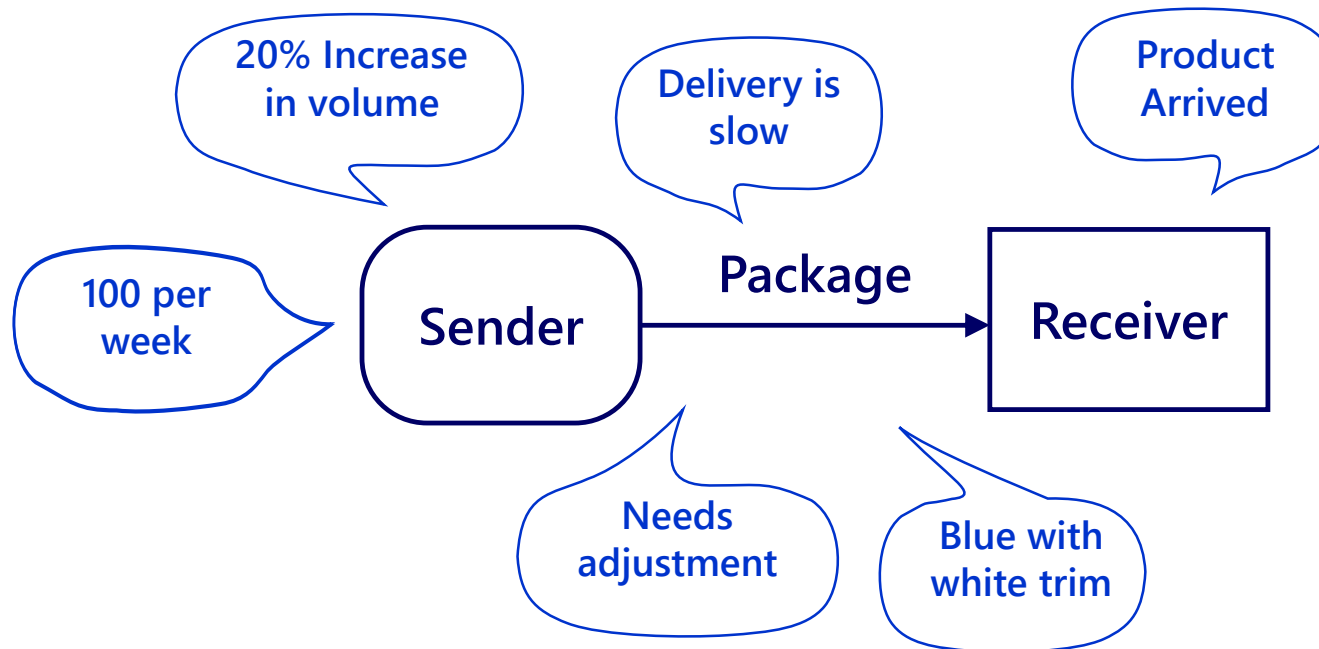 20% Increase
in volume
Delivery is
slow
Product
Arrived
100 per
week
Sender
Package
Receiver
Needs
adjustment
Blue with
white trim